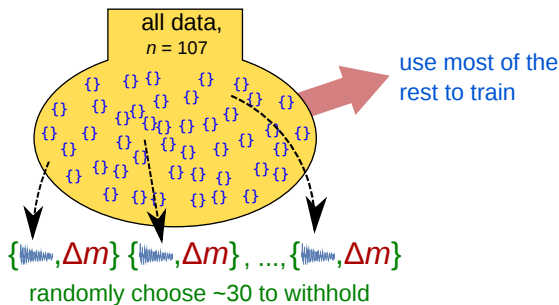 all data,
n = 107
use most of the
rest to train
{ ,Δm} { ,Δm} , ...,{ ,Δm}
randomly choose ~30 to withhold